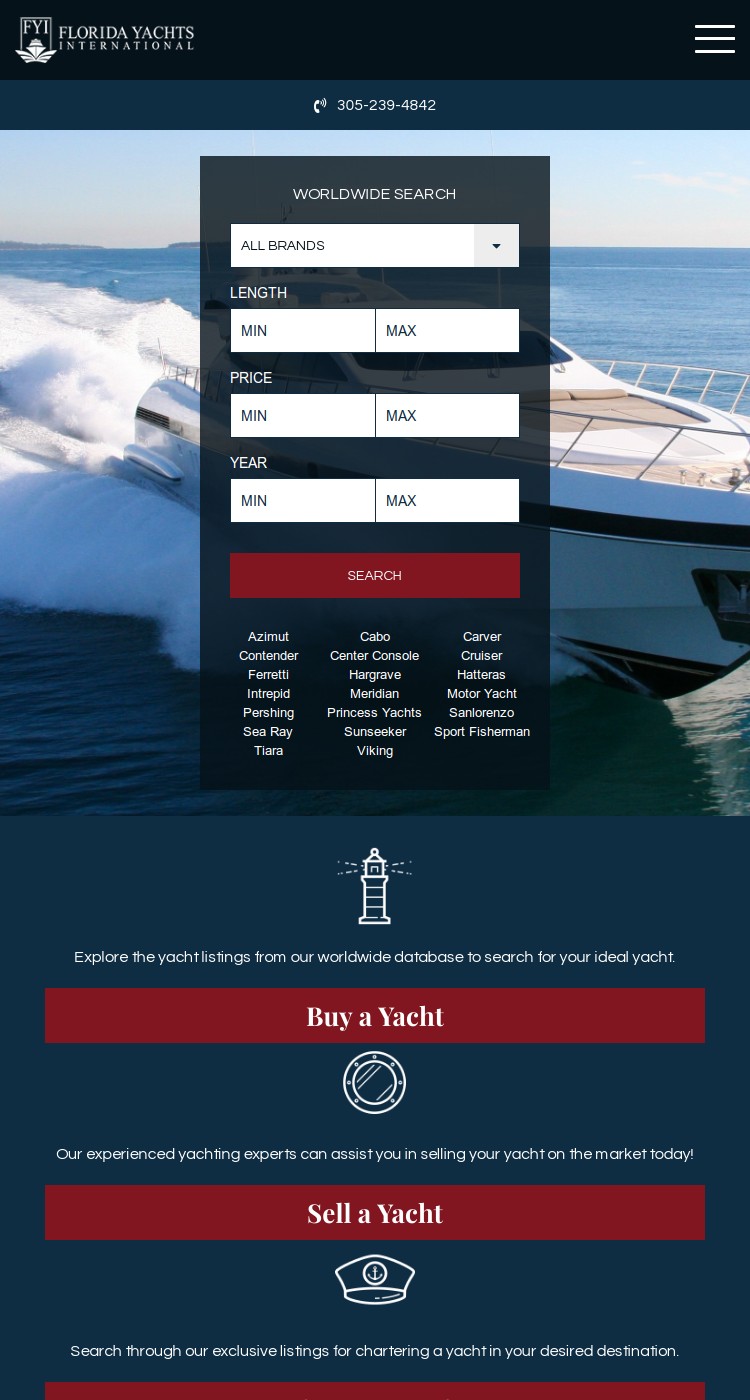 FYI FLORIDA YACHTS
INTERNATIONAL
305-239-4842
WORLDWIDE SEARCH
ALL BRANDS
LENGTH
MIN MAX
PRICE
MIN MAX
YEAR
MIN MAX
SEARCH
Azimut Cabo Carver
Contender Center Console Cruiser
Ferretti Hargrave Hatteras
Intrepid Meridian Motor Yacht
Pershing Princess Yachts Sanlorenzo
Sea Ray Sunseeker Sport Fisherman
Tiara Viking
Explore the yacht listings from our worldwide database to search for your ideal yacht.
Buy a Yacht
Our experienced yachting experts can assist you in selling your yacht on the market today!
Sell a Yacht
Search through our exclusive listings for chartering a yacht in your desired destination.